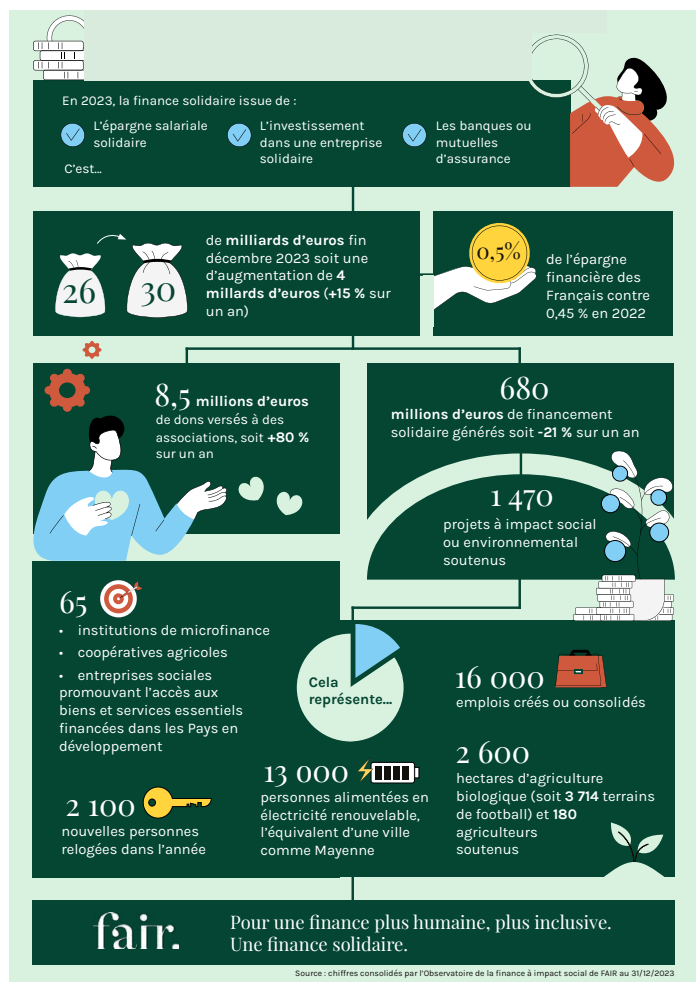 En 2023, la finance solidaire issue de :
L'épargne salariale
solidaire
L'investissement
dans une entreprise
solidaire
Les banques ou
mutuelles
d'assurance
C'est...
26
30
de milliards d'euros fin
décembre 2023 soit une
d'augmentation de 4
millards d'euros (+15 % sur
un an)
0,5%
de l'épargne
financière des
Français contre
0,45 % en 2022
8,5 millions d'euros
de dons versés à des
associations, soit +80 %
sur un an
680
millions d'euros de financement
solidaire générés soit -21 % sur un an
1 470
projets à impact social
ou environnemental
soutenus
65
• institutions de microfinance
• coopératives agricoles
• entreprises sociales
promouvant l'accès aux
biens et services essentiels
financées dans les Pays en
développement
Cela
représente...
16 000
emplois créés ou consolidés
2 100
nouvelles personnes
relogées dans l'année
13 000
personnes alimentées en
électricité renouvelable,
l'équivalent d'une ville
comme Mayenne
2 600
hectares d'agriculture
biologique (soit 3 714 terrains
de football) et 180
agriculteurs
soutenus
fair.
Pour une finance plus humaine, plus inclusive.
Une finance solidaire.
Source : chiffres consolidés par l'Observatoire de la finance à impact social de FAIR au 31/12/2023